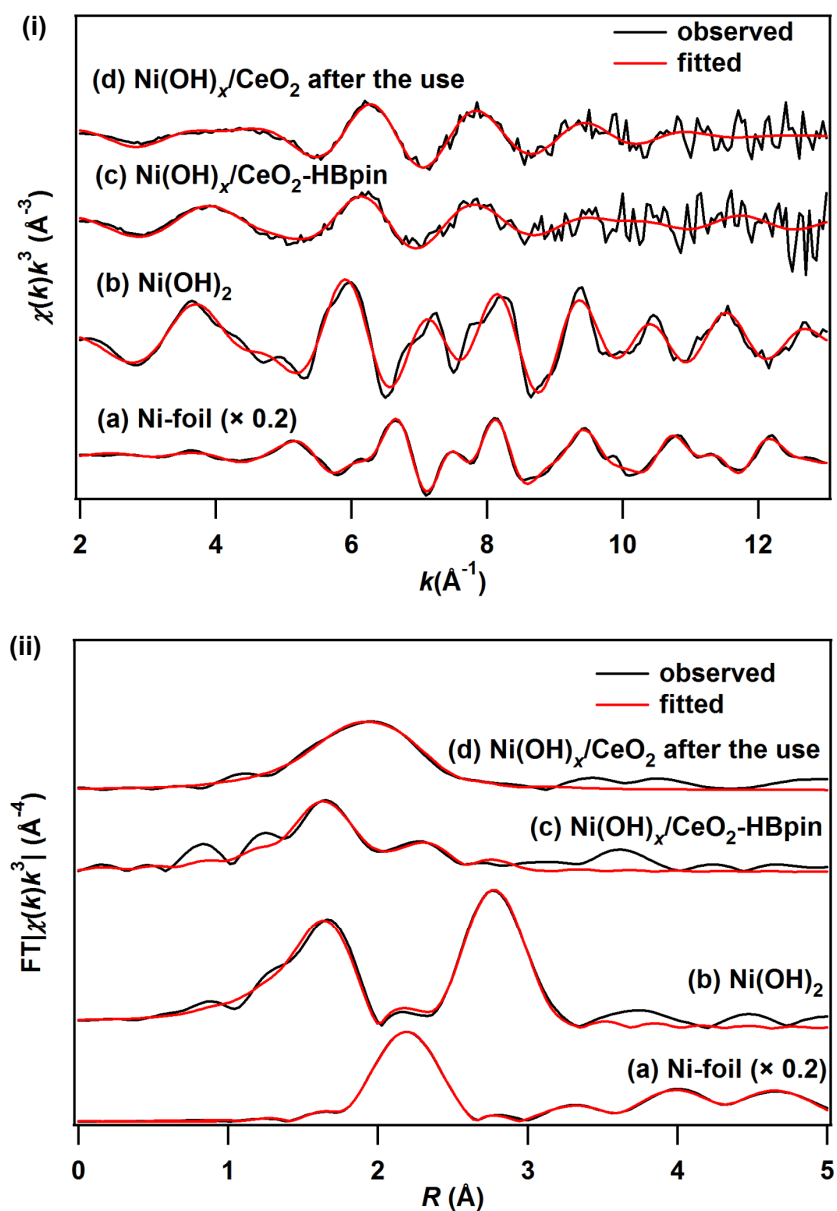 (i)
observed
fitted
(d) Ni(OH)ₓ/CeO₂ after the use
(c) Ni(OH)ₓ/CeO₂-HBpin
(b) Ni(OH)₂
(a) Ni-foil (× 0.2)
χ(k)k³ (Å⁻³)
2 4 6 8 10 12
k(Å⁻¹)
(ii)
observed
fitted
(d) Ni(OH)ₓ/CeO₂ after the use
(c) Ni(OH)ₓ/CeO₂-HBpin
(b) Ni(OH)₂
(a) Ni-foil (× 0.2)
FT|χ(k)k³| (Å⁻⁴)
0 1 2 3 4 5
R (Å)